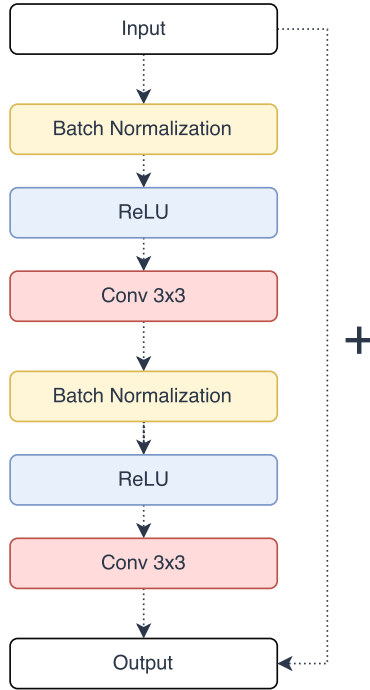 Input
Batch Normalization
ReLU
Conv 3x3
+
Batch Normalization
ReLU
Conv 3x3
Output